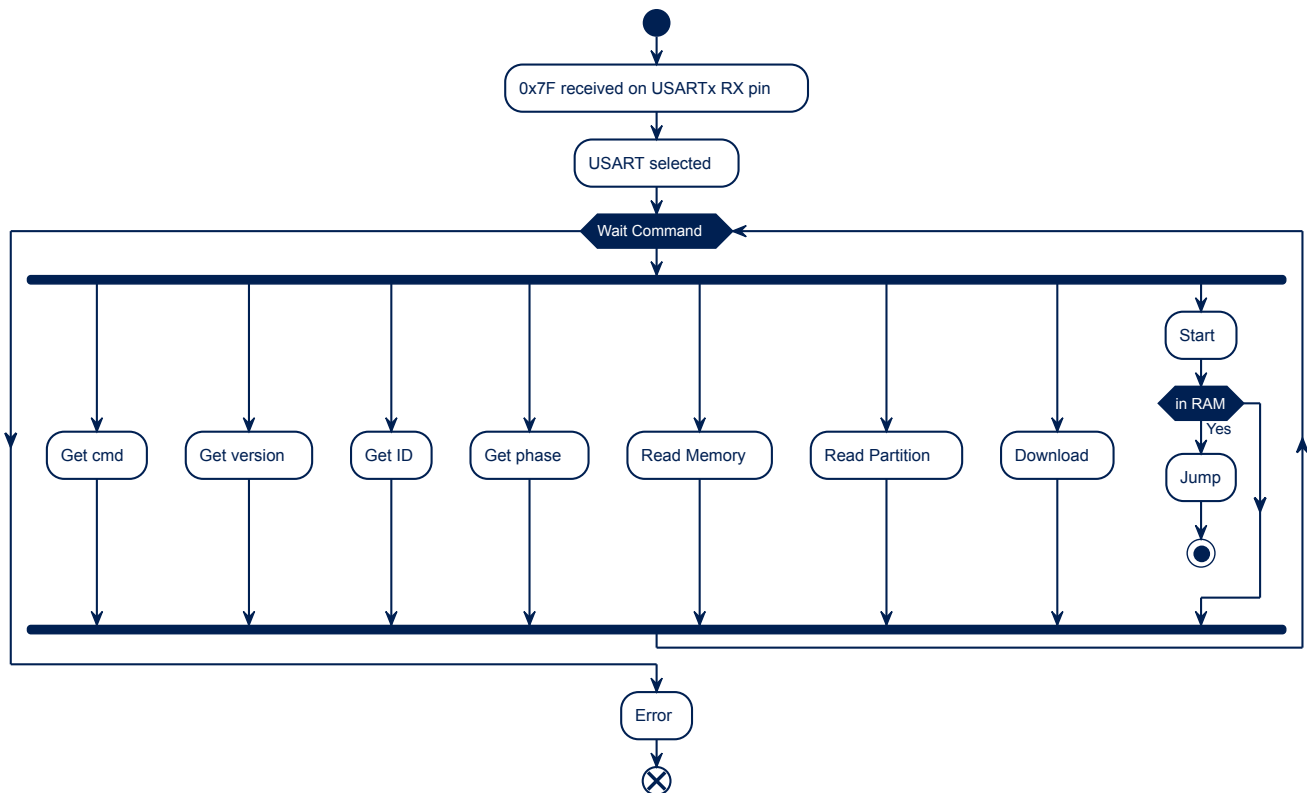 0x7F received on USARTx RX pin
USART selected
Wait Command
Start
in RAM
Yes
Get cmd
Get version
Get ID
Get phase
Read Memory
Read Partition
Download
Jump
Error